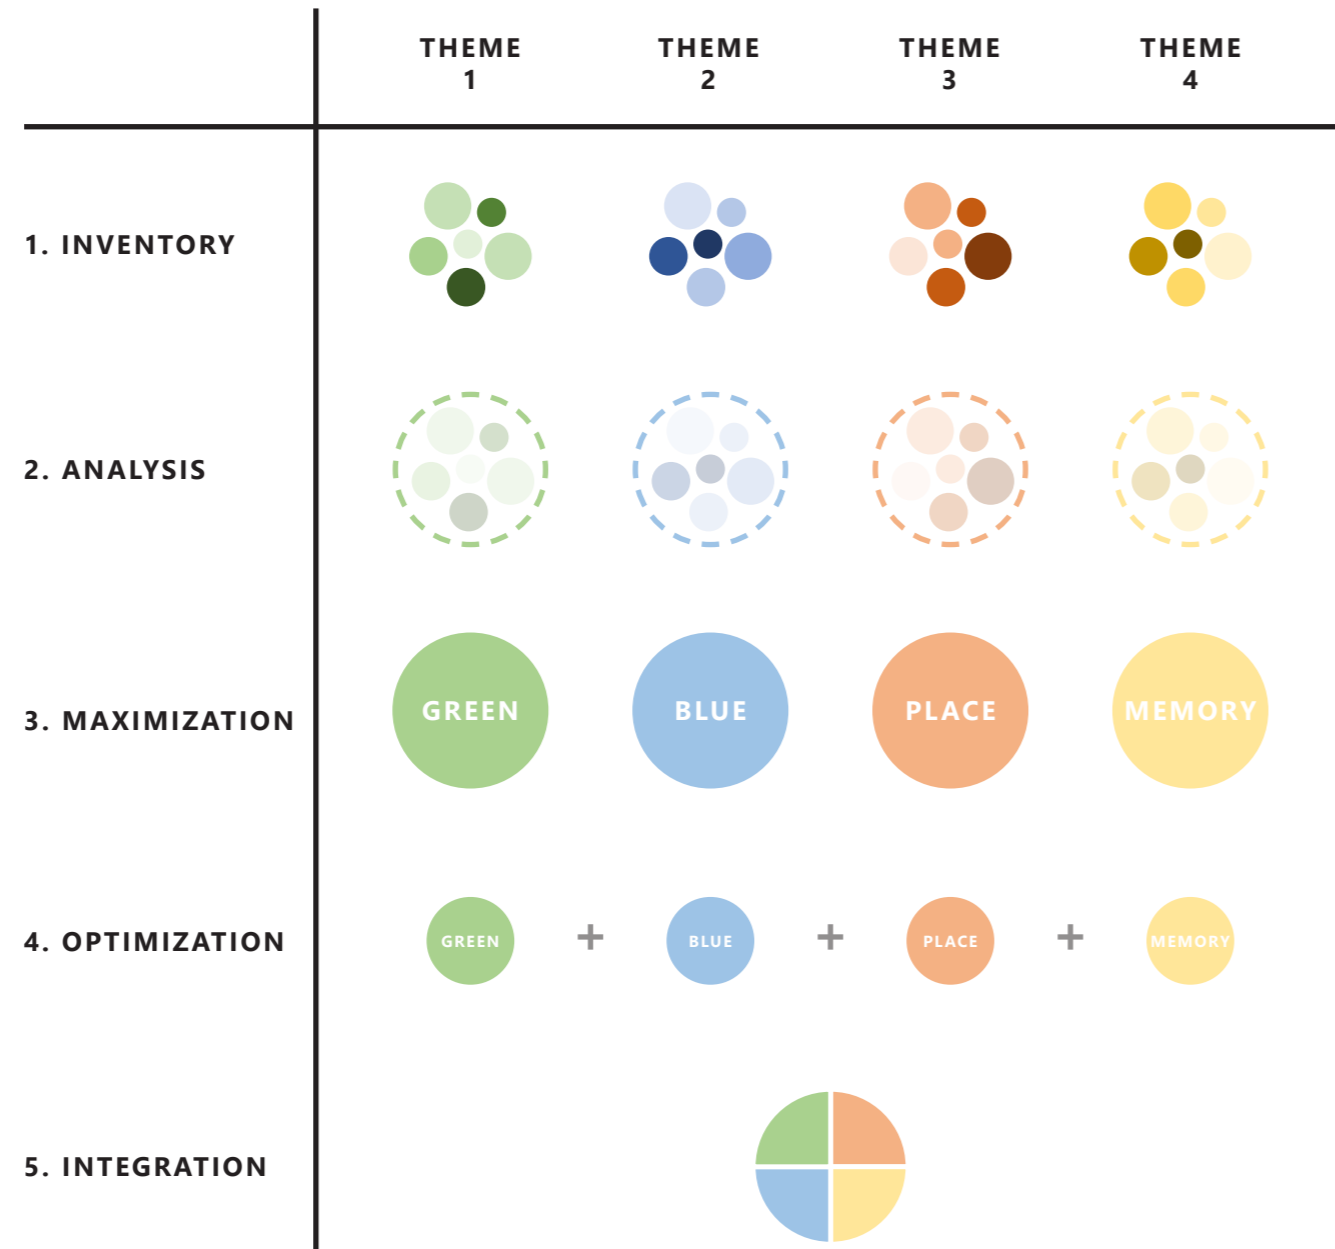 THEME
1
THEME
2
THEME
3
THEME
4
1. INVENTORY
2. ANALYSIS
3. MAXIMIZATION
GREEN
BLUE
PLACE
MEMORY
4. OPTIMIZATION
GREEN
+
BLUE
+
PLACE
+
MEMORY
5. INTEGRATION